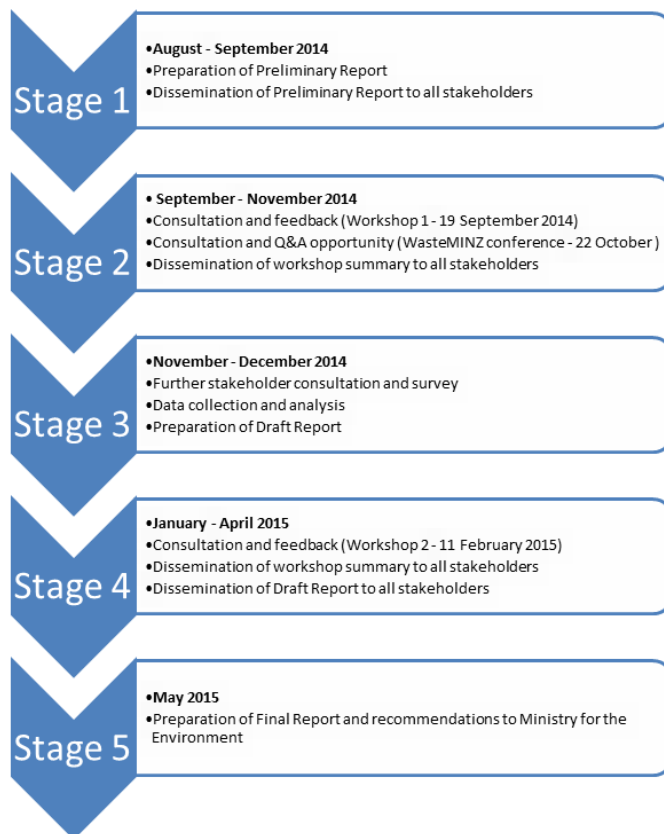 Stage 1
•August - September 2014
•Preparation of Preliminary Report
•Dissemination of Preliminary Report to all stakeholders
Stage 2
• September - November 2014
•Consultation and feedback (Workshop 1 - 19 September 2014)
•Consultation and Q&A opportunity (WasteMINZ conference - 22 October )
•Dissemination of workshop summary to all stakeholders
Stage 3
•November - December 2014
•Further stakeholder consultation and survey
•Data collection and analysis
•Preparation of Draft Report
Stage 4
•January - April 2015
•Consultation and feedback (Workshop 2 - 11 February 2015)
•Dissemination of workshop summary to all stakeholders
•Dissemination of Draft Report to all stakeholders
Stage 5
•May 2015
•Preparation of Final Report and recommendations to Ministry for the
Environment